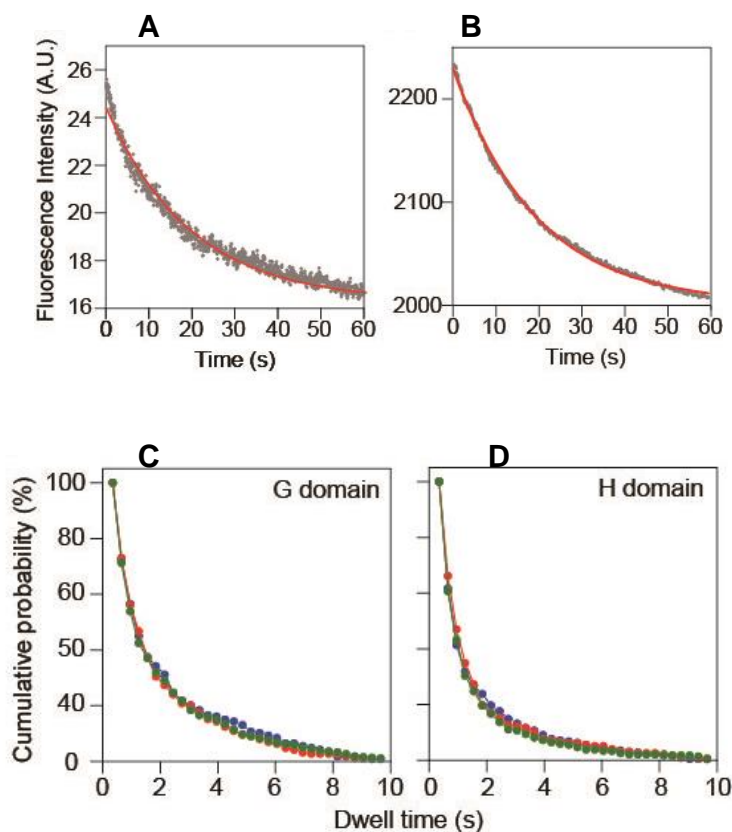 A
B
Fluorescence Intensity (A.U.)
26
24
22
20
18
16
0 10 20 30 40 50 60
Time (s)
2200
2100
2000
0 10 20 30 40 50 60
Time (s)
C
D
Cumulative probability (%)
100
80
60
50
40
0
G domain
0 2 4 6 8 10
H domain
0 2 4 6 8 10
Dwell time (s)